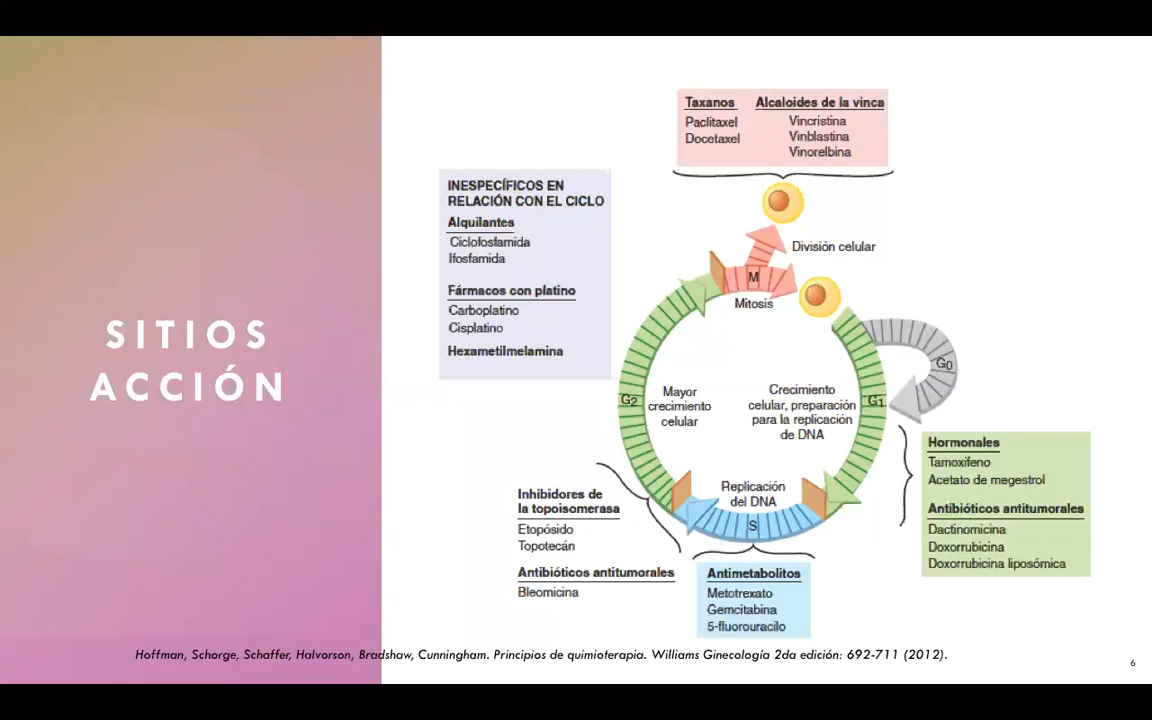 SITIOS
ACCIÓN
Taxanos
Paclitaxel
Docetaxel
Alcaloides de la vinca
Vincristina
Vinblastina
Vinorelbina
INESPECÍFICOS EN
RELACIÓN CON EL CICLO
Alquilantes
Ciclofosfamida
Ifosfamida
Fármacos con platino
Carboplatino
Cisplatino
Hexametilmelamina
División celular
M
Mitosis
G0
G2
Mayor
crecimiento
celular
Crecimiento
celular, preparación
para la replicación
de DNA
G1
Hormonales
Tamoxifeno
Acetato de megestrol
Antibióticos antitumorales
Dactinomicina
Doxorrubicina
Doxorrubicina liposómica
Replicación
del DNA
S
Inhibidores de
la topoisomerasa
Etopósido
Topotecán
Antibióticos antitumorales
Bleomicina
Antimetabolitos
Metotrexato
Gemcitabina
5-fluorouracilo
Hoffman, Schorge, Schaffer, Halvorson, Bradshaw, Cunningham. Principios de quimioterapia. Williams Ginecología 2da edición: 692-711 (2012).
6